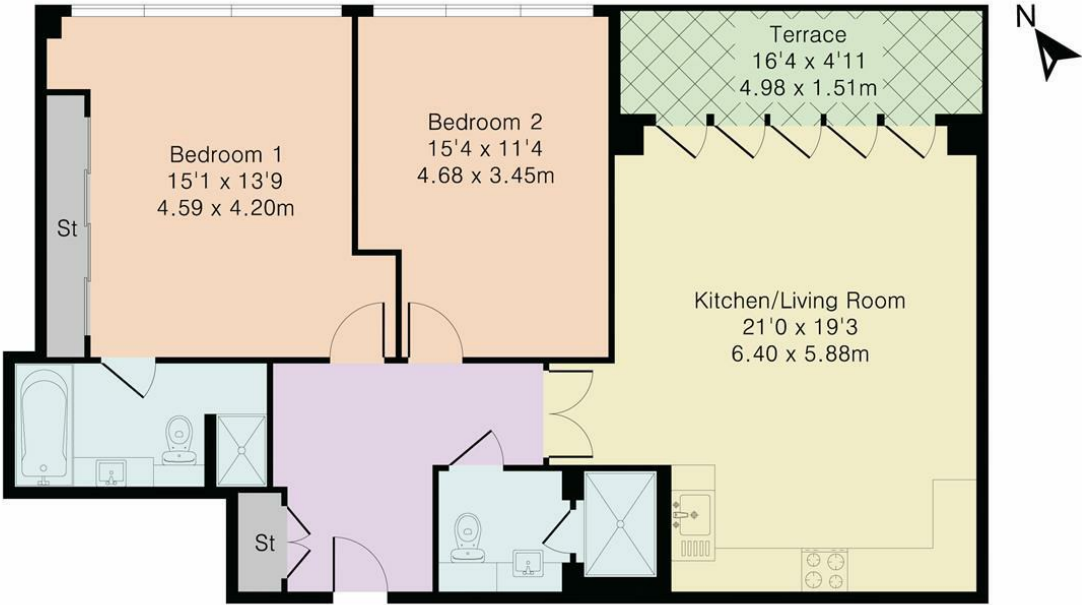 N
Terrace
16'4 x 4'11
4.98 x 1.51m
Bedroom 1
15'1 x 13'9
4.59 x 4.20m
Bedroom 2
15'4 x 11'4
4.68 x 3.45m
St
Kitchen/Living Room
21'0 x 19'3
6.40 x 5.88m
St